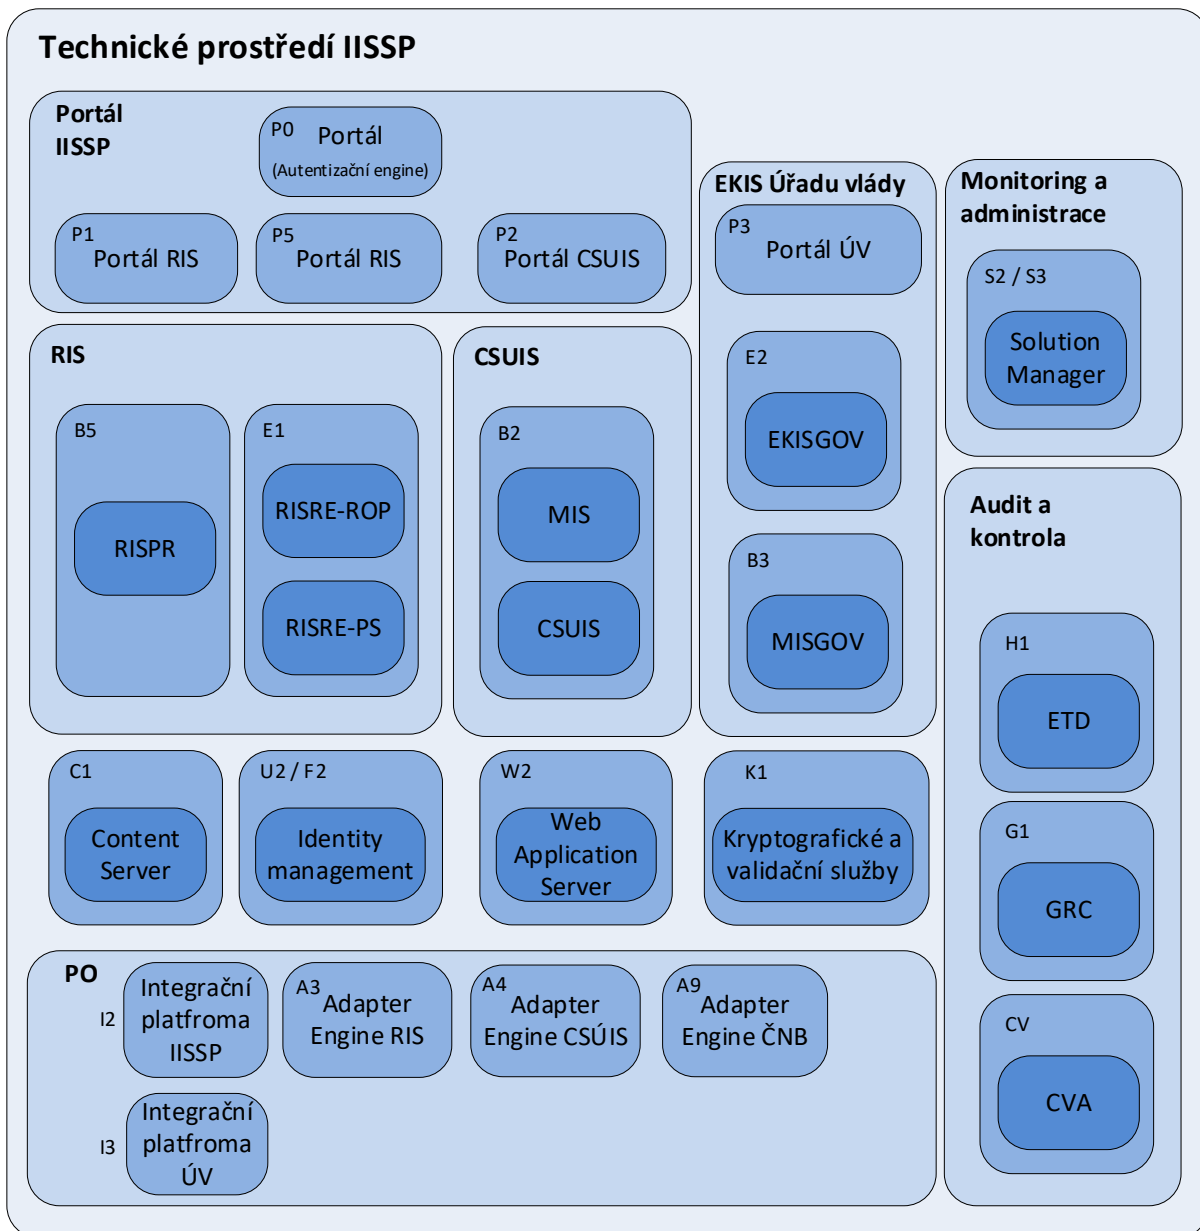 Technické prostředí IISSP
Portál
IISSP
P0
Portál
(Autentizační engine)
P1
Portál RIS
P5
Portál RIS
P2
Portál CSUIS
EKIS Úřadu vlády
P3
Portál ÚV
E2
EKISGOV
B3
MISGOV
Monitoring a
administrace
S2 / S3
Solution
Manager
RIS
B5
RISPR
E1
RISRE-ROP
RISRE-PS
CSUIS
B2
MIS
CSUIS
Audit a
kontrola
H1
ETD
G1
GRC
CV
CVA
C1
Content
Server
U2 / F2
Identity
management
W2
Web
Application
Server
K1
Kryptografické a
validační služby
PO
I2
Integrační
platfroma
IISSP
A3
Adapter
Engine RIS
A4
Adapter
Engine CSÚIS
A9
Adapter
Engine ČNB
I3
Integrační
platfroma
ÚV